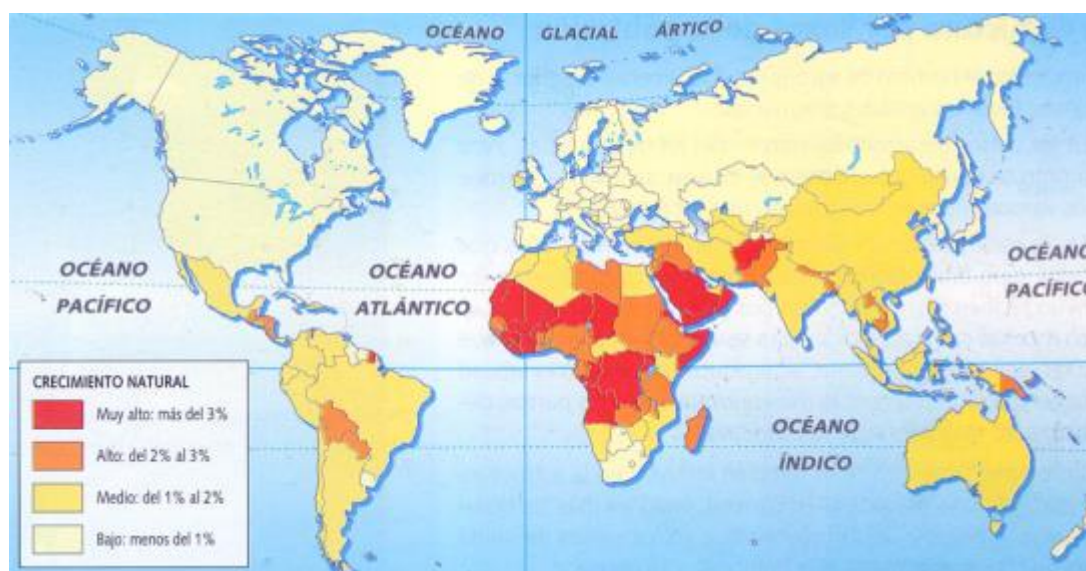 OCÉANO GLACIAL ÁRTICO
OCÉANO
PACÍFICO
OCÉANO
ATLÁNTICO
OCÉANO
PACÍFICO
OCÉANO
ÍNDICO
CRECIMIENTO NATURAL
Muy alto: más del 3%
Alto: del 2% al 3%
Medio: del 1% al 2%
Bajo: menos del 1%